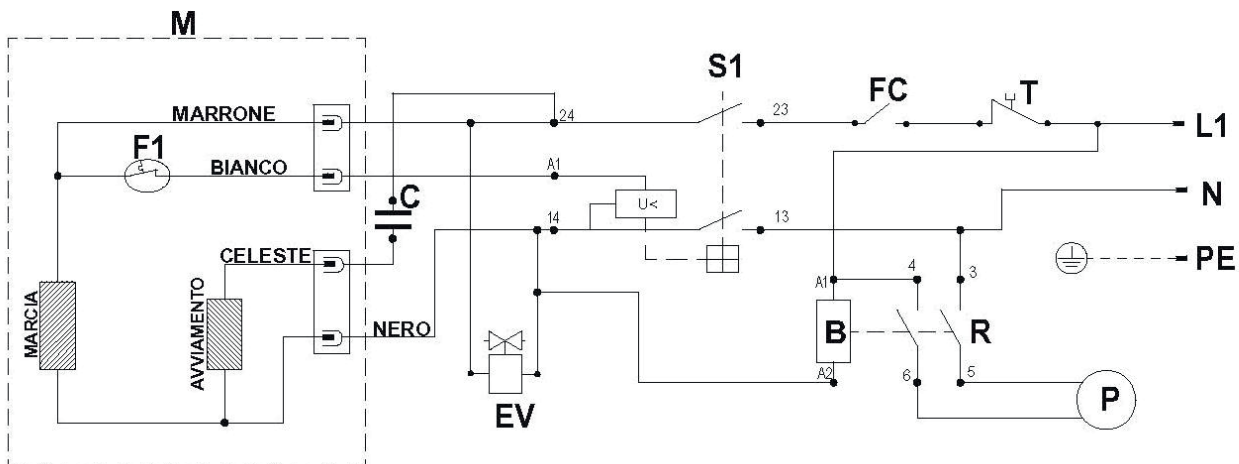 M
S1
MARRONE
24
23
FC
T
L1
F1
BIANCO
A1
C
U<
14
13
N
CELESTE
PE
MARCIA
AVVIAMENTO
NERO
A1
4
3
B
R
EV
A2
6
5
P